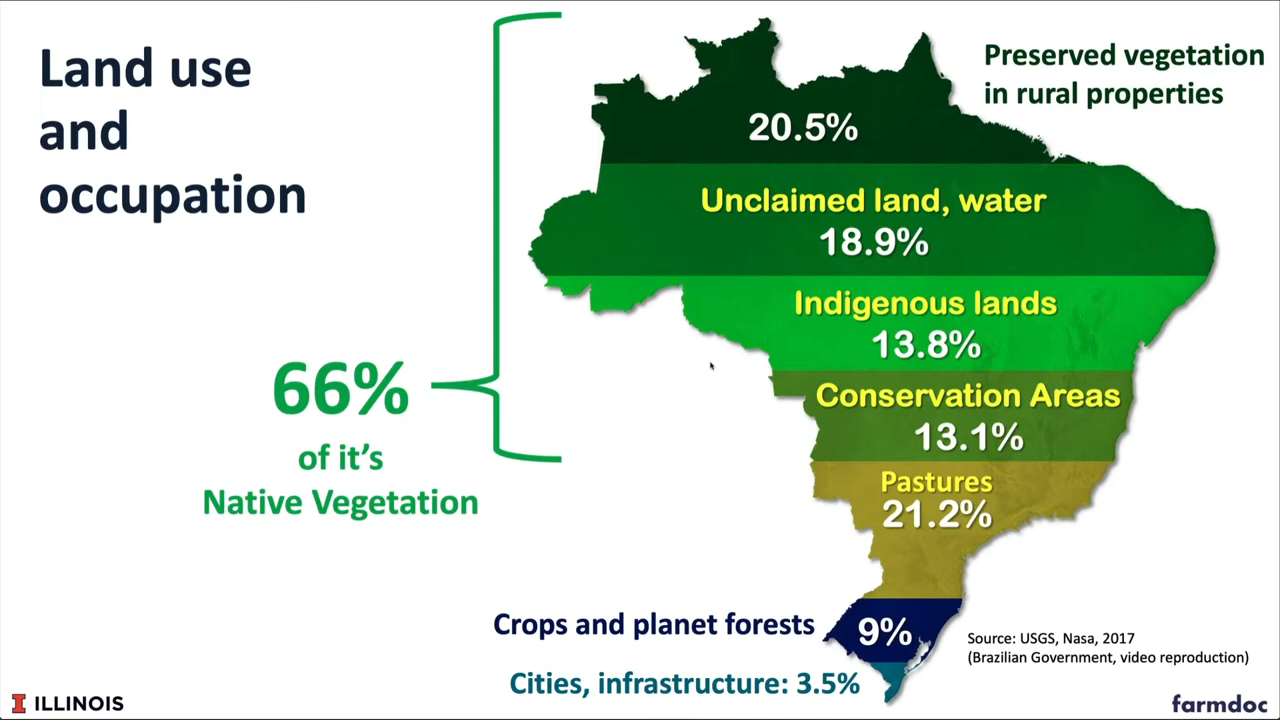 Land use
and
occupation
Preserved vegetation
in rural properties
20.5%
Unclaimed land, water
18.9%
Indigenous lands
13.8%
Conservation Areas
13.1%
66%
of it's
Native Vegetation
Pastures
21.2%
Crops and planet forests
9%
Cities, infrastructure: 3.5%
Source: USGS, Nasa, 2017
(Brazilian Government, video reproduction)
I ILLINOIS
farmdoc